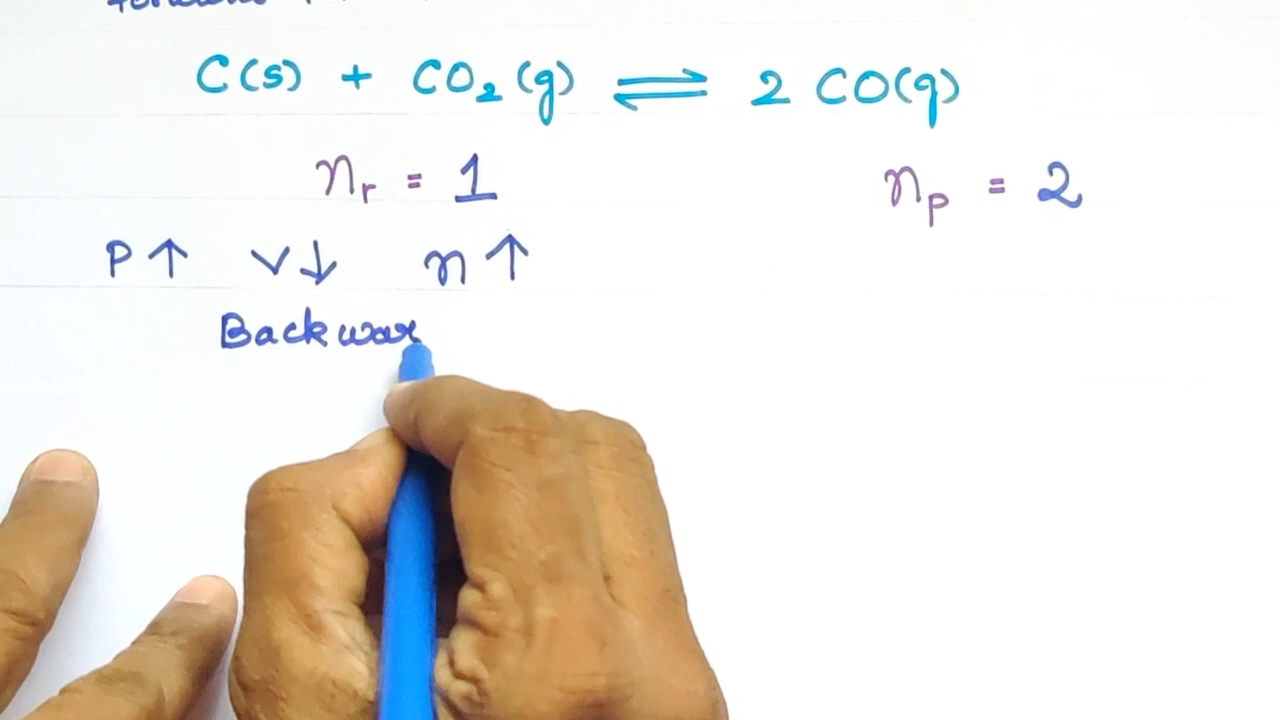 C(s) + CO₂(g) ⇌ 2 CO(g)
nᵣ = 1 nₚ = 2
P↑ V↓ n↑
Backwar